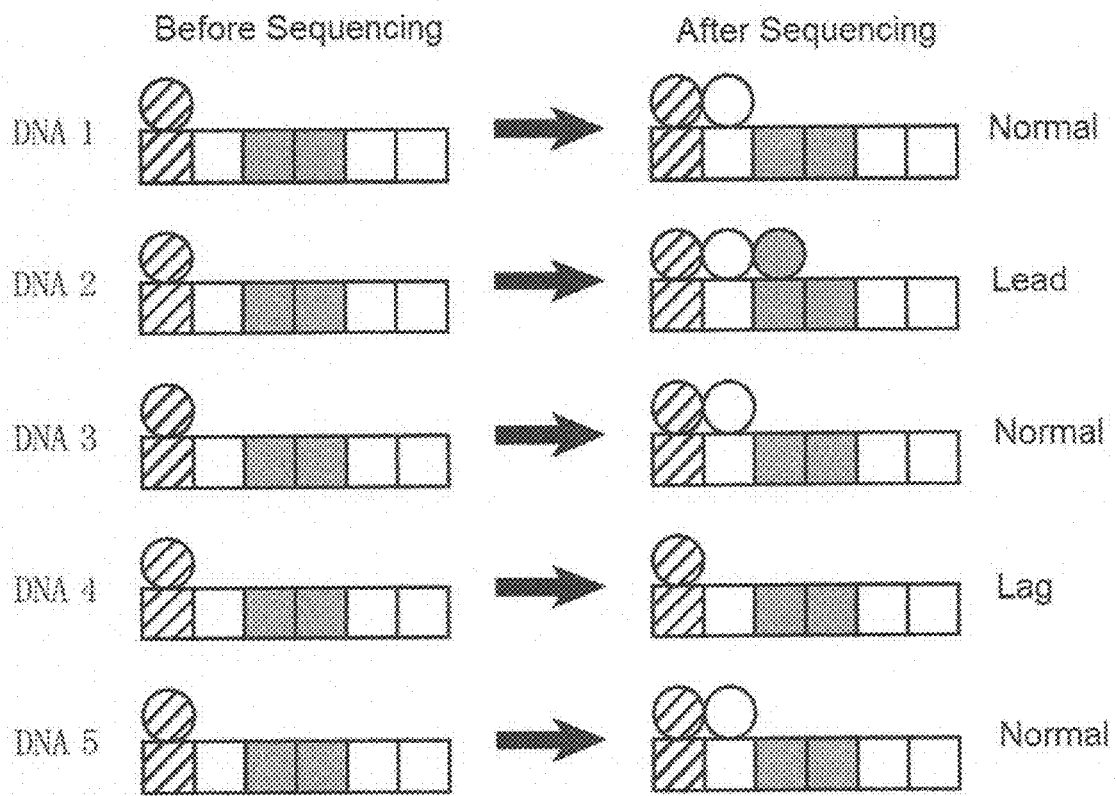 Before Sequencing
After Sequencing
DNA 1
Normal
DNA 2
Lead
DNA 3
Normal
DNA 4
Lag
DNA 5
Normal